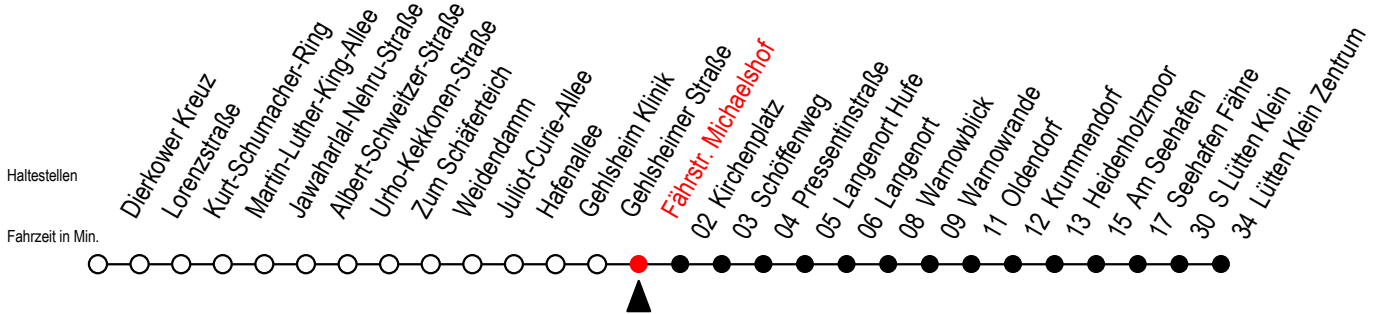 Haltestellen
Fahrzeit in Min.
Dierkower Kreuz
Lorenzstraße
Kurt-Schumacher-Ring
Martin-Luther-King-Allee
Jawaharlal-Nehru-Straße
Albert-Schweitzer-Straße
Urho-Kekkonen-Straße
Zum Schäferteich
Weidendamm
Juliot-Curie-Allee
Hafenallee
Gehlsheim Klinik
Gehlsheimer Straße
Fährstr. Michaelshof
02 Kirchenplatz
03 Schöffenweg
04 Pressentinstraße
05 Langenort Hufe
06 Langenort
08 Warnowblick
09 Warnowrande
11 Oldendorf
12 Krummendorf
13 Heidenholzmoor
15 Am Seehafen
17 Seehafen Fähre
30 S Lütten Klein
34 Lütten Klein Zentrum